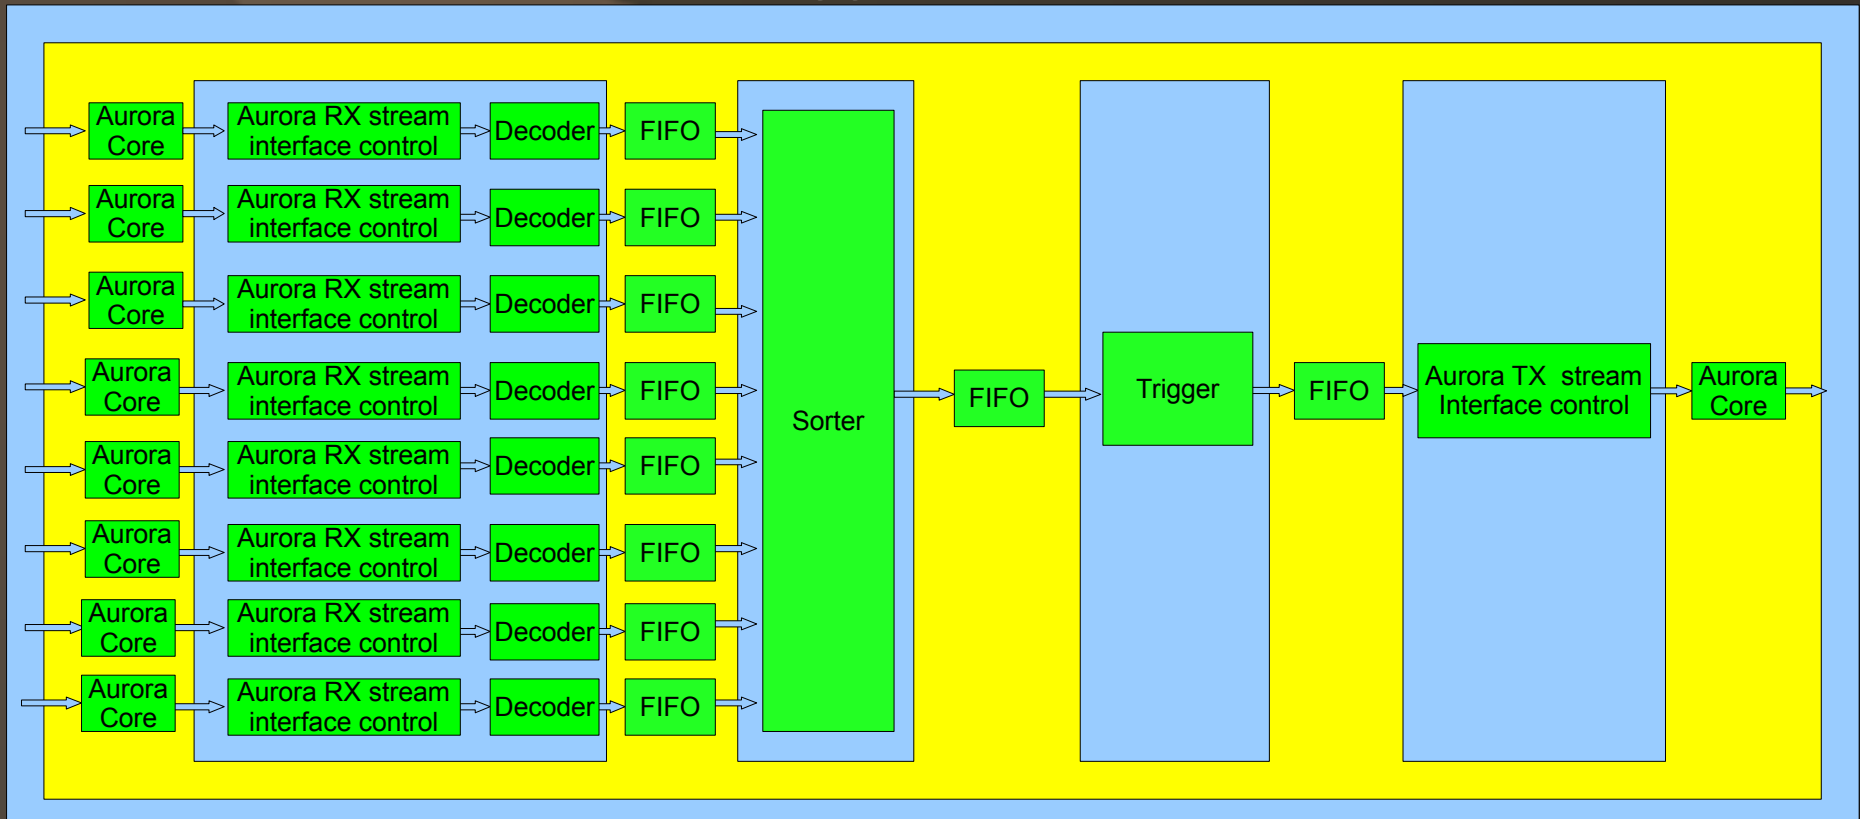 Aurora
Core
Aurora RX stream
interface control
Decoder
FIFO
Aurora
Core
Aurora RX stream
interface control
Decoder
FIFO
Aurora
Core
Aurora RX stream
interface control
Decoder
FIFO
Aurora
Core
Aurora RX stream
interface control
Decoder
FIFO
Aurora
Core
Aurora RX stream
interface control
Decoder
FIFO
Aurora
Core
Aurora RX stream
interface control
Decoder
FIFO
Aurora
Core
Aurora RX stream
interface control
Decoder
FIFO
Aurora
Core
Aurora RX stream
interface control
Decoder
FIFO
Sorter
FIFO
Trigger
FIFO
Aurora TX  stream
Interface control
Aurora
Core